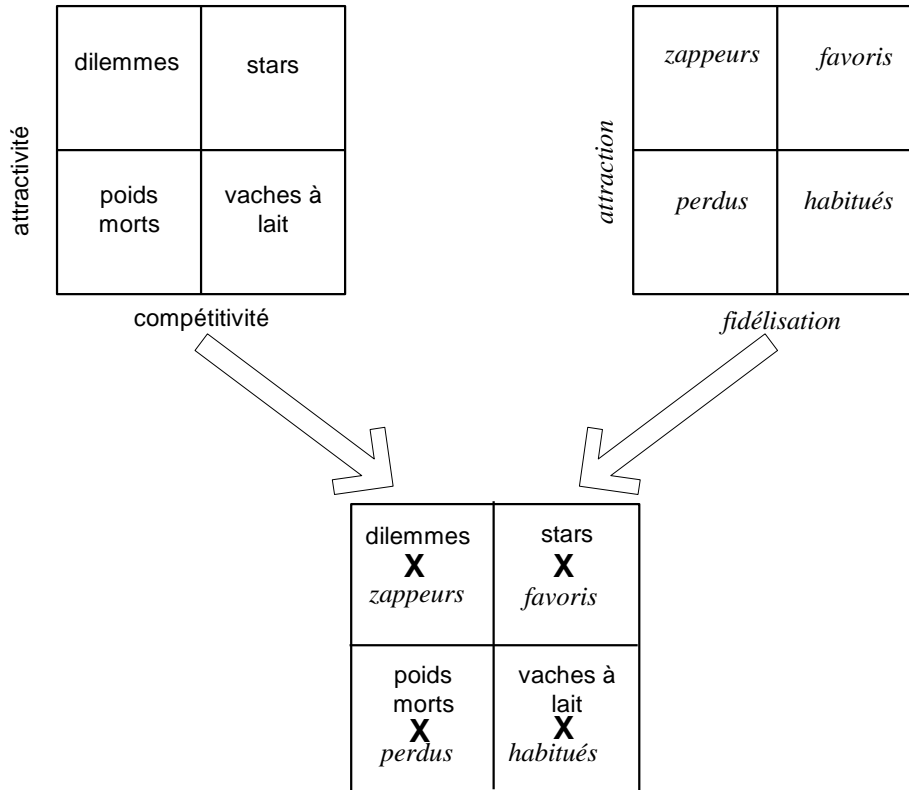 dilemmes
stars
poids
morts
vaches à
lait
attractivité
compétitivité
zappeurs
favoris
perdus
habitués
attraction
fidélisation
dilemmes
X
zappeurs
stars
X
favoris
poids
morts
X
perdus
vaches à
lait
X
habitués